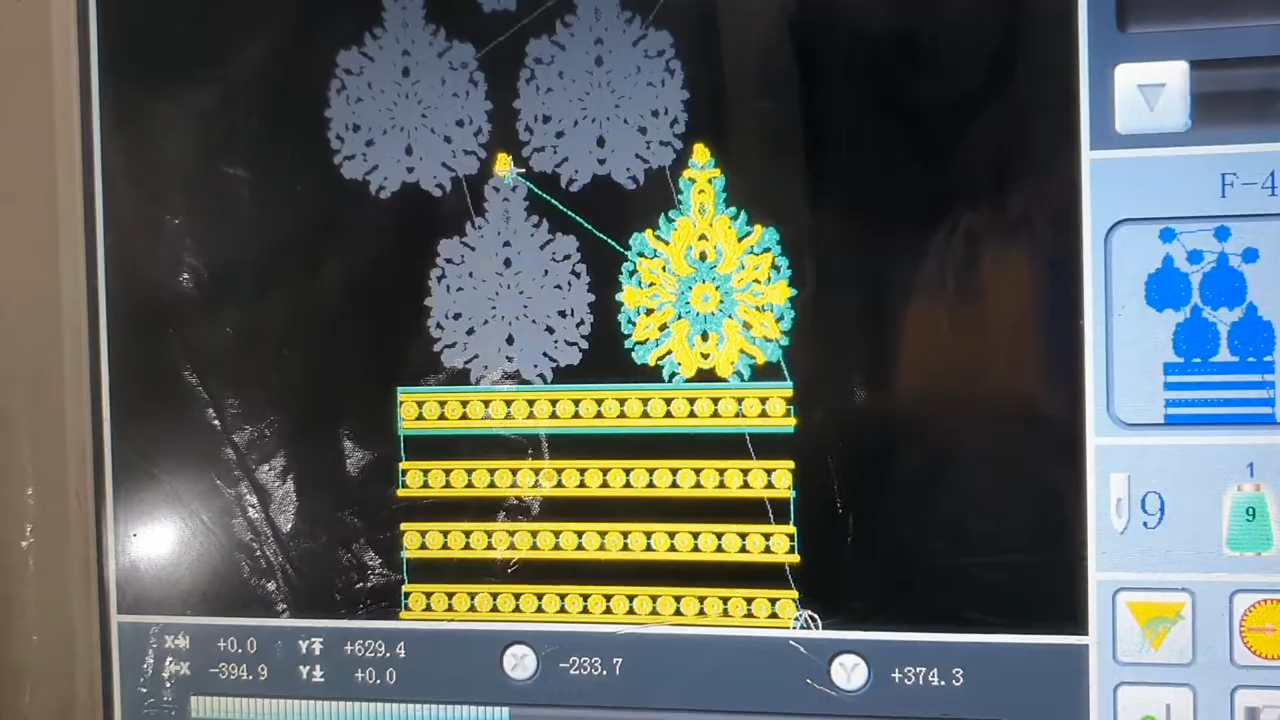 F-4
1
9
9
X +0.0 Y +629.4
X -394.9 Y +0.0
X -233.7
Y +374.3